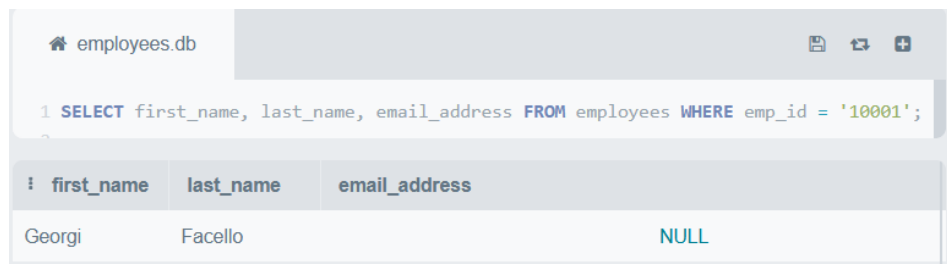 employees.db
1 SELECT first_name, last_name, email_address FROM employees WHERE emp_id = '10001';
first_name last_name email_address
Georgi Facello NULL